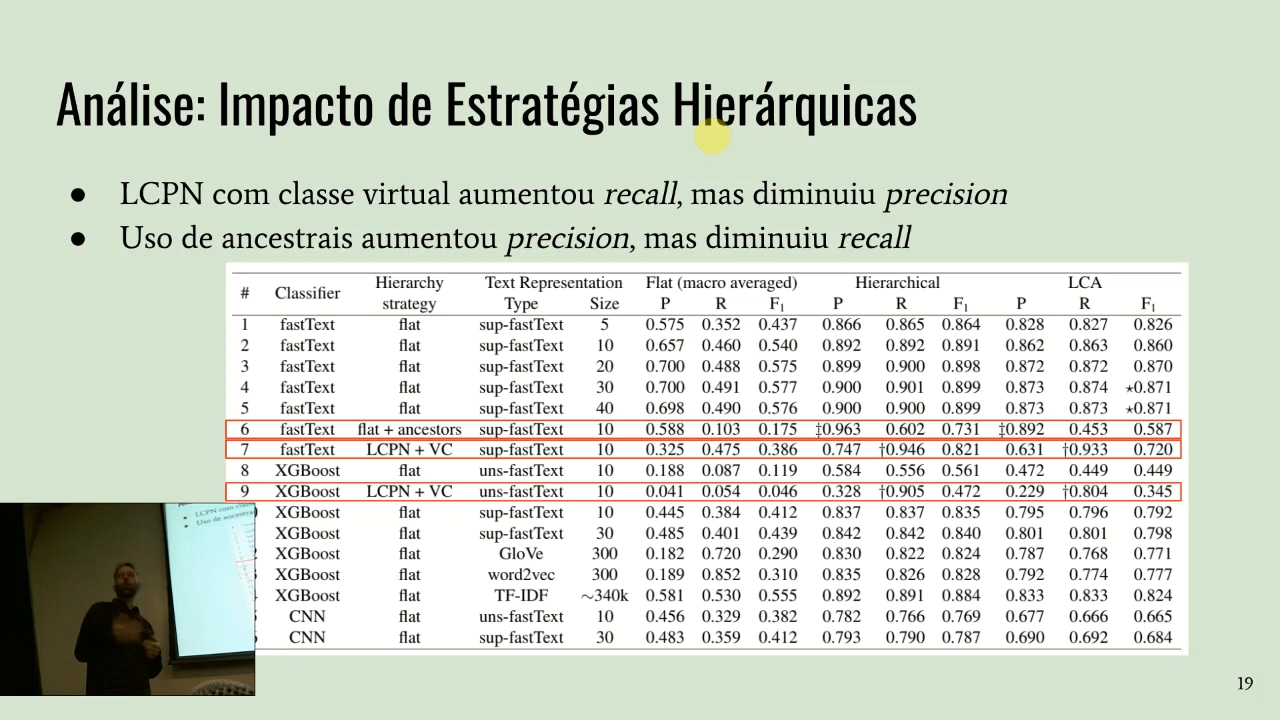 Análise: Impacto de Estratégias Hierárquicas
● LCPN com classe virtual aumentou recall, mas diminuiu precision
● Uso de ancestrais aumentou precision, mas diminuiu recall
# Classifier Hierarchy strategy Text Representation Flat (macro averaged) Hierarchical LCA
Type Size P R F1 P R F1 P R F1
1 fastText flat sup-fastText 5 0.575 0.352 0.437 0.866 0.865 0.864 0.828 0.827 0.826
2 fastText flat sup-fastText 10 0.657 0.460 0.540 0.892 0.892 0.891 0.862 0.863 0.860
3 fastText flat sup-fastText 20 0.700 0.488 0.575 0.899 0.900 0.898 0.872 0.872 0.870
4 fastText flat sup-fastText 30 0.700 0.491 0.577 0.900 0.901 0.899 0.873 0.874 ⋆0.871
5 fastText flat sup-fastText 40 0.698 0.490 0.576 0.900 0.900 0.899 0.873 0.873 ⋆0.871
6 fastText flat + ancestors sup-fastText 10 0.588 0.103 0.175 ‡0.963 0.602 0.731 ‡0.892 0.453 0.587
7 fastText LCPN + VC sup-fastText 10 0.325 0.475 0.386 0.747 †0.946 0.821 0.631 †0.933 0.720
8 XGBoost flat uns-fastText 10 0.188 0.087 0.119 0.584 0.556 0.561 0.472 0.449 0.449
9 XGBoost LCPN + VC uns-fastText 10 0.041 0.054 0.046 0.328 †0.905 0.472 0.229 †0.804 0.345
XGBoost flat sup-fastText 10 0.445 0.384 0.412 0.837 0.837 0.835 0.795 0.796 0.792
XGBoost flat sup-fastText 30 0.485 0.401 0.439 0.842 0.842 0.840 0.801 0.801 0.798
XGBoost flat GloVe 300 0.182 0.720 0.290 0.830 0.822 0.824 0.787 0.768 0.771
XGBoost flat word2vec 300 0.189 0.852 0.310 0.835 0.826 0.828 0.792 0.774 0.777
XGBoost flat TF-IDF ~340k 0.581 0.530 0.555 0.892 0.891 0.884 0.833 0.833 0.824
CNN flat uns-fastText 10 0.456 0.329 0.382 0.782 0.766 0.769 0.677 0.666 0.665
CNN flat sup-fastText 30 0.483 0.359 0.412 0.793 0.790 0.787 0.690 0.692 0.684
19